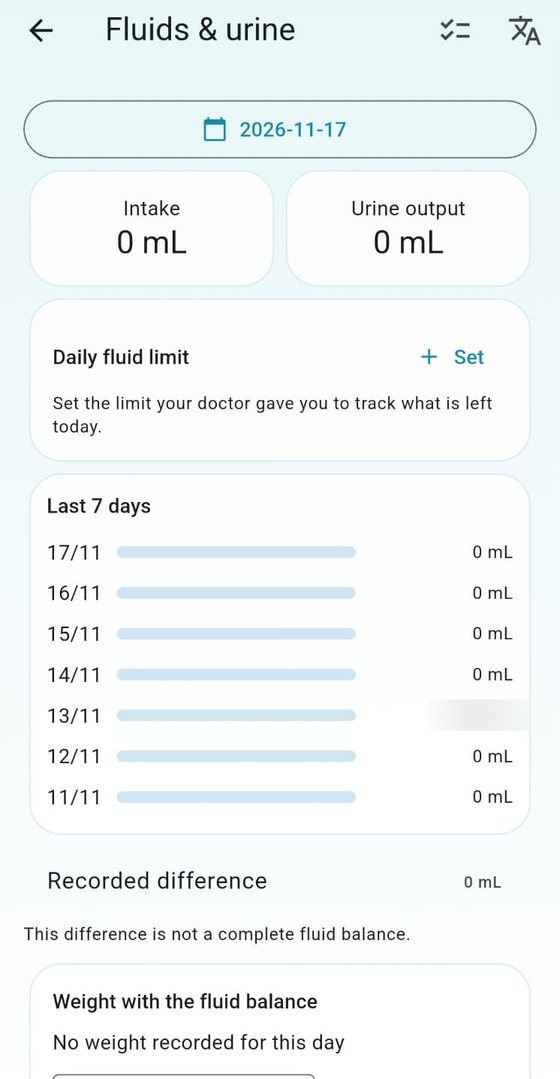 Fluids & urine
2026-11-17
Intake
0 mL
Urine output
0 mL
Daily fluid limit
+ Set
Set the limit your doctor gave you to track what is left
today.
Last 7 days
17/11 0 mL
16/11 0 mL
15/11 0 mL
14/11 0 mL
13/11
12/11 0 mL
11/11 0 mL
Recorded difference 0 mL
This difference is not a complete fluid balance.
Weight with the fluid balance
No weight recorded for this day